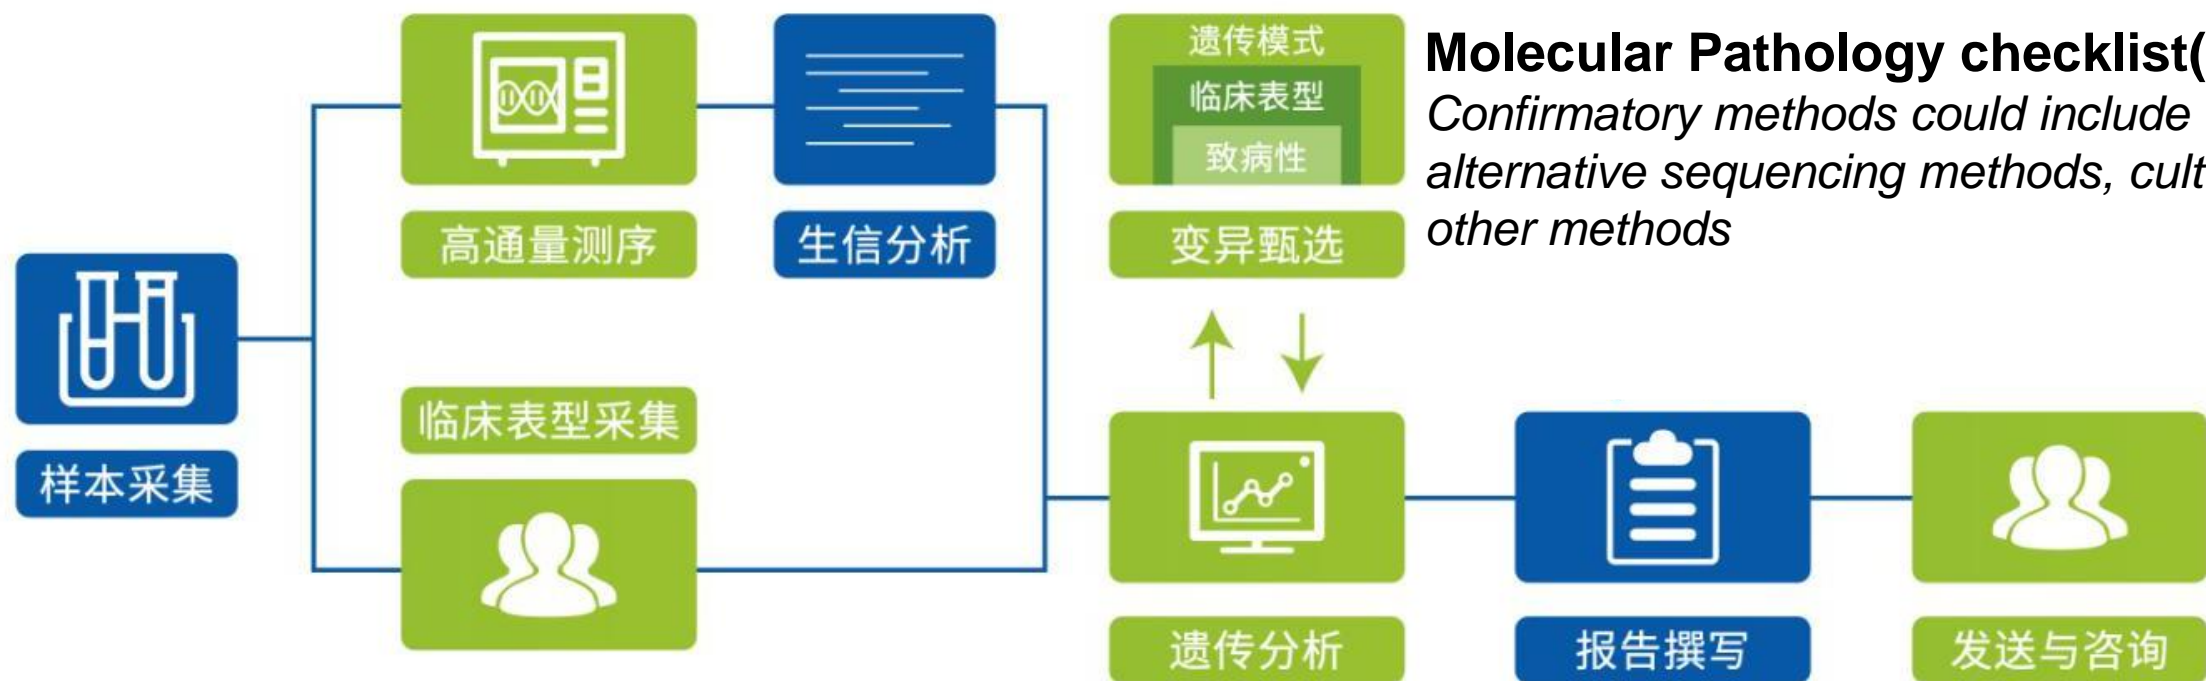 样本采集
高通量测序
生信分析
临床表型采集
遗传模式
临床表型
致病性
变异甄选
遗传分析
报告撰写
发送与咨询
Molecular Pathology checklist(
Confirmatory methods could include
alternative sequencing methods,
other methods